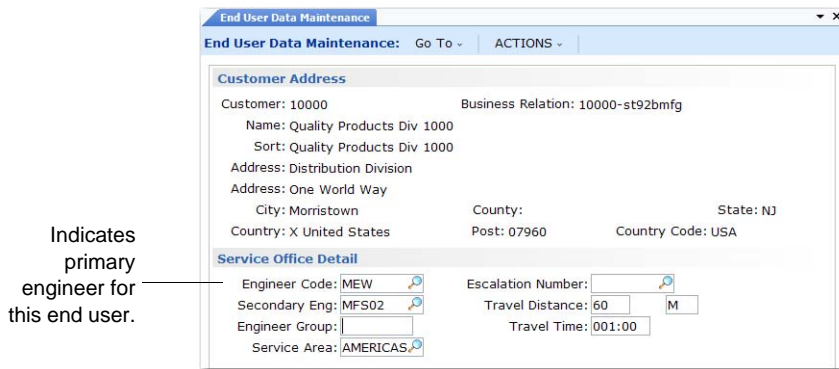 End User Data Maintenance
End User Data Maintenance: Go To ACTIONS
Customer Address
Customer: 10000 Business Relation: 10000-st92bmfg
Name: Quality Products Div 1000
Sort: Quality Products Div 1000
Address: Distribution Division
Address: One World Way
City: Morristown County: State: NJ
Country: X United States Post: 07960 Country Code: USA
Service Office Detail
Engineer Code: MEW Escalation Number:
Secondary Eng: MFS02 Travel Distance: 60 M
Engineer Group: Travel Time: 001:00
Service Area: AMERICAS
Indicates
primary
engineer for
this end user.